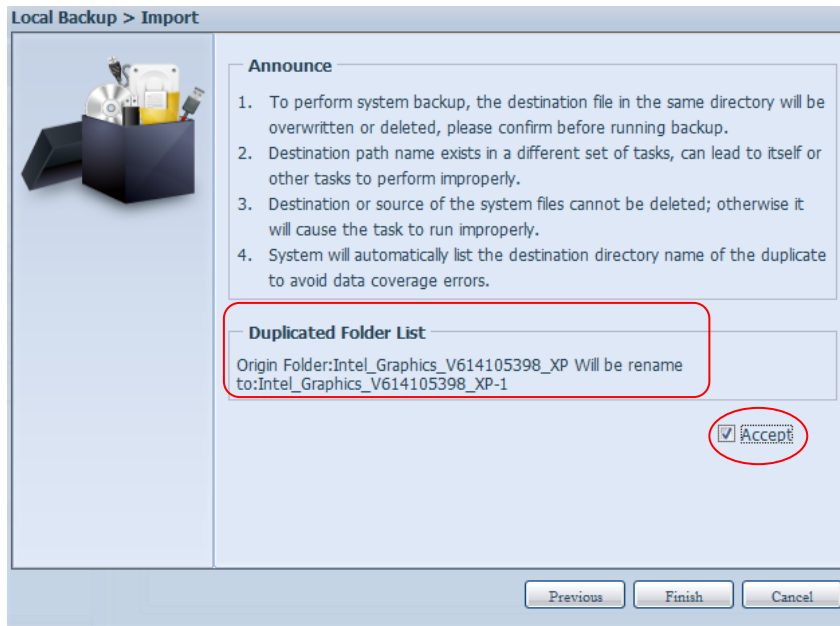 Local Backup > Import
Announce
1. To perform system backup, the destination file in the same directory will be
overwritten or deleted, please confirm before running backup.
2. Destination path name exists in a different set of tasks, can lead to itself or
other tasks to perform improperly.
3. Destination or source of the system files cannot be deleted; otherwise it
will cause the task to run improperly.
4. System will automatically list the destination directory name of the duplicate
to avoid data coverage errors.
Duplicated Folder List
Origin Folder:Intel_Graphics_V614105398_XP Will be rename
to:Intel_Graphics_V614105398_XP-1
Accept
Previous Finish Cancel